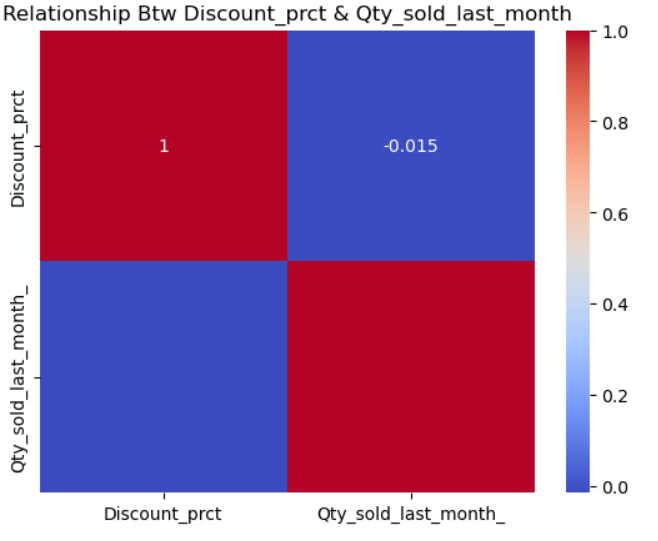 Relationship Btw Discount_prct & Qty_sold_last_month
Discount_prct
Qty_sold_last_month_
1
-0.015
Discount_prct
Qty_sold_last_month_
1.0
0.8
0.6
0.4
0.2
0.0